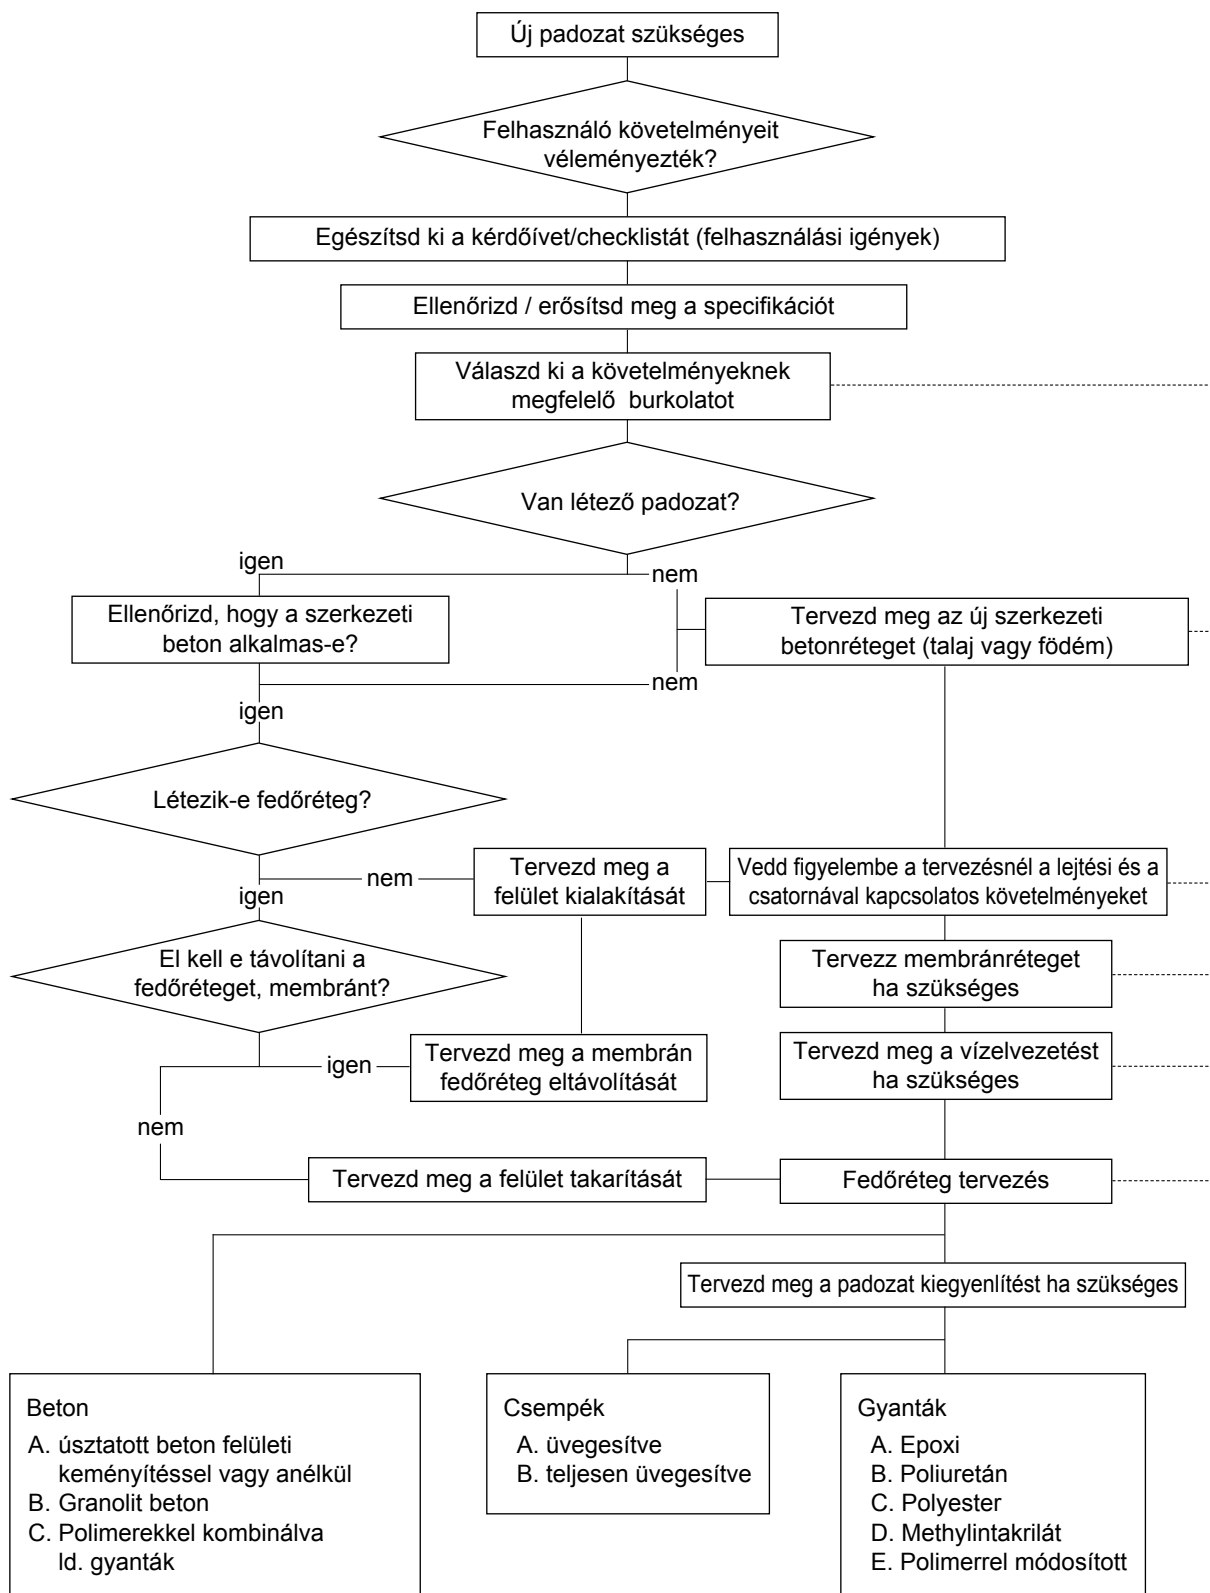 Új padozat szükséges
Felhasználó követelményeit
véleményezték?
Egészítsd ki a kérdőívet/checklistát (felhasználási igények)
Ellenőrizd / erősítsd meg a specifikációt
Válaszd ki a követelményeknek
megfelelő burkolatot
Van létező padozat?
igen
nem
Ellenőrizd, hogy a szerkezeti
beton alkalmas-e?
Tervezd meg az új szerkezeti
betonréteget (talaj vagy födém)
nem
igen
Létezik-e fedőréteg?
nem
Tervezd meg a
felület kialakítását
Vedd figyelembe a tervezésnél a lejtési és a
csatornával kapcsolatos követelményeket
igen
El kell e távolítani a
fedőréteget, membránt?
Tervezz membránréteget
ha szükséges
igen
Tervezd meg a membrán
fedőréteg eltávolítását
Tervezd meg a vízelvezetést
ha szükséges
nem
Tervezd meg a felület takarítását
Fedőréteg tervezés
Tervezd meg a padozat kiegyenlítést ha szükséges
Beton
A. úsztatott beton felületi
keményítéssel vagy anélkül
B. Granolit beton
C. Polimerekkel kombinálva
ld. gyanták
Csempék
A. üvegesítve
B. teljesen üvegesítve
Gyanták
A. Epoxi
B. Poliuretán
C. Polyester
D. Methylintakrilát
E. Polimerrel módosított